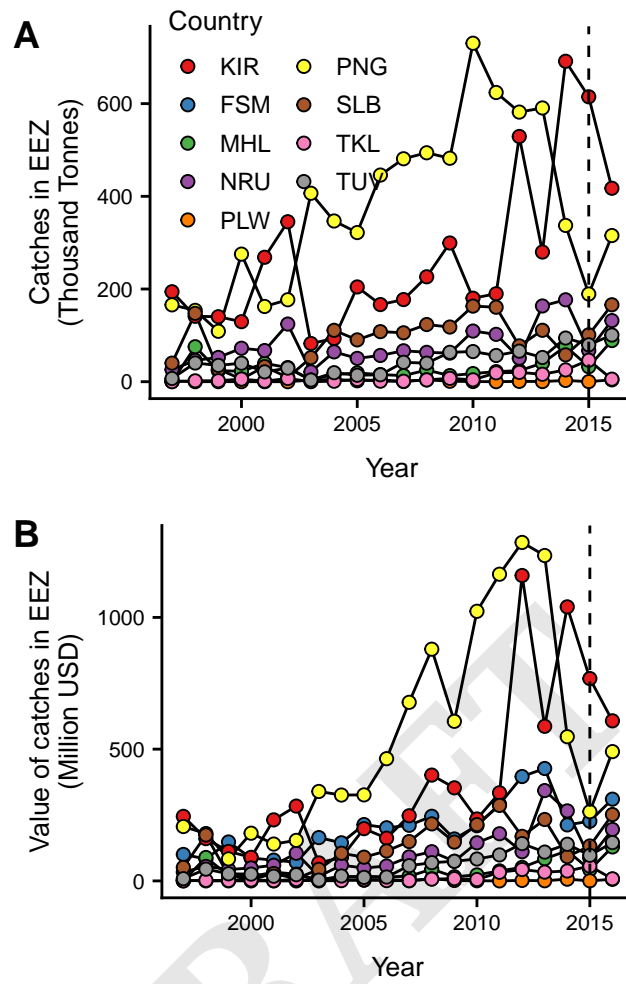 A
Country
KIR
PNG
FSM
SLB
MHL
TKL
NRU
TUV
PLW
Catches in EEZ
(Thousand Tonnes)
600
400
200
0
2000
2005
2010
2015
Year
B
Value of catches in EEZ
(Million USD)
1000
500
0
2000
2005
2010
2015
Year
DRAFT